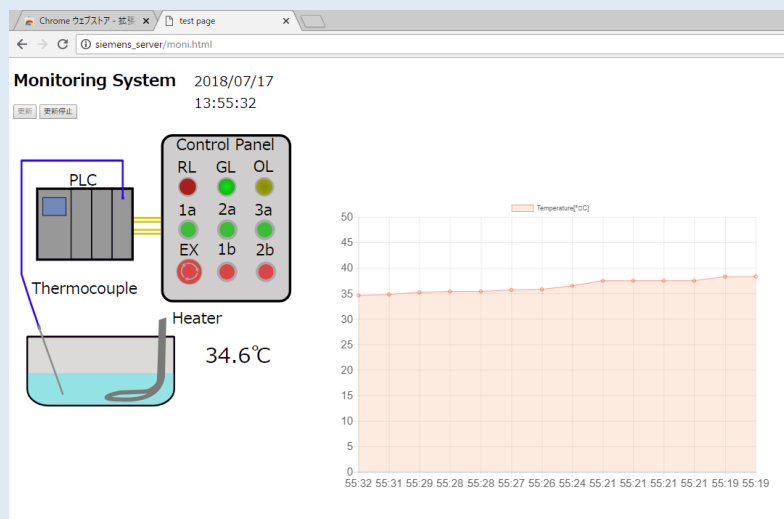 Chrome ウェブストア - 拡張
test page
siemens_server/moni.html
Monitoring System
2018/07/17
13:55:32
更新
更新停止
Control Panel
RL GL OL
PLC
1a 2a 3a
EX 1b 2b
Thermocouple
Heater
34.6℃
Temperature[°C]
50
45
40
35
30
25
20
15
10
5
0
55:32 55:31 55:29 55:28 55:28 55:27 55:26 55:24 55:21 55:21 55:21 55:21 55:19 55:19